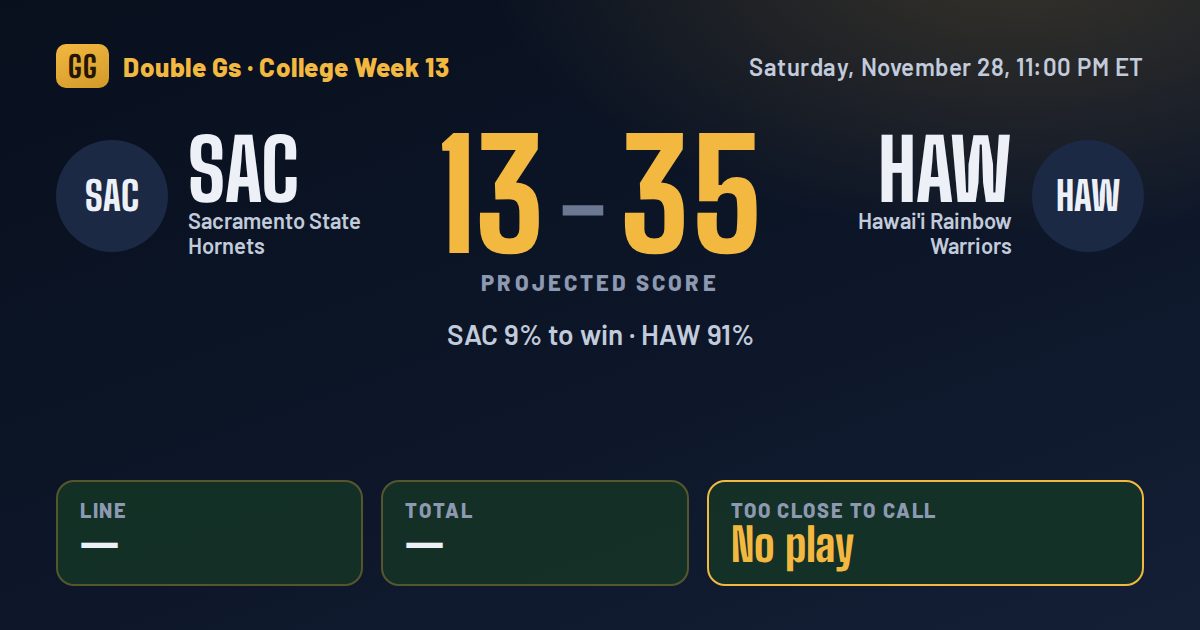 GG Double Gs · College Week 13
Saturday, November 28, 11:00 PM ET
SAC
SAC
Sacramento State
Hornets
13 – 35
PROJECTED SCORE
SAC 9% to win · HAW 91%
HAW
Hawai'i Rainbow
Warriors
HAW
LINE
—
TOTAL
—
TOO CLOSE TO CALL
No play